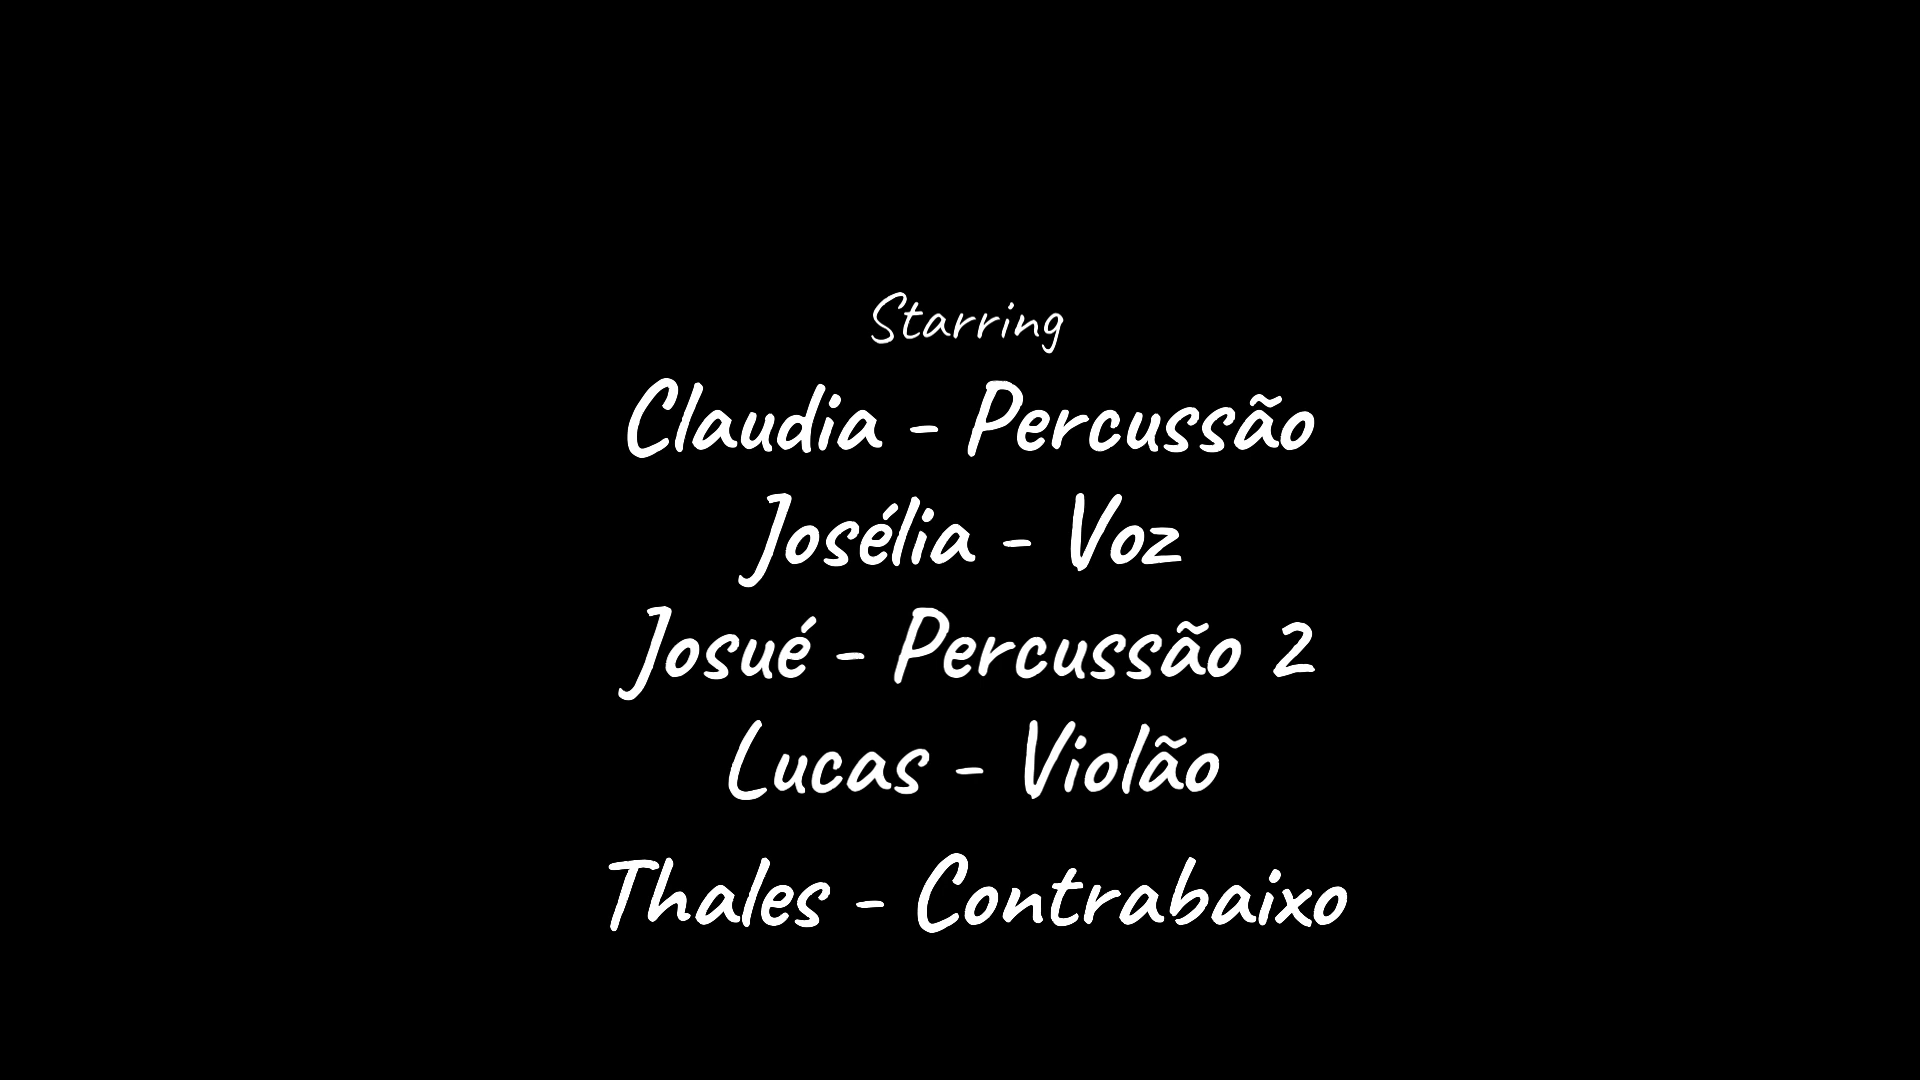 Starring
Claudia - Percussão
Josélia - Voz
Josué - Percussão 2
Lucas - Violão
Thales - Contrabaixo